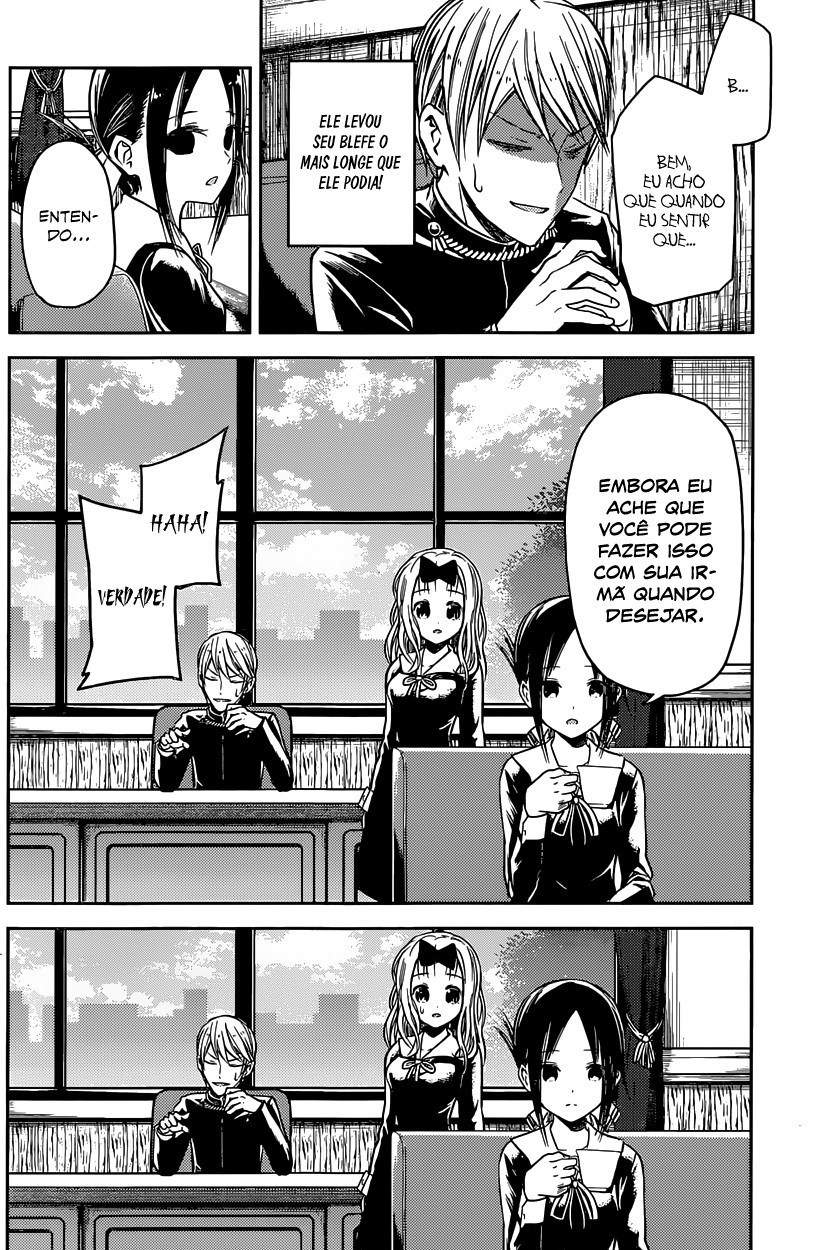 B...
BEM,
EU ACHO
QUE QUANDO
EU SENTIR
QUE...
ELE LEVOU
SEU BLEFE O
MAIS LONGE QUE
ELE PODIA!
ENTEN-
DO...
EMBORA EU
ACHE QUE
VOCÊ PODE
FAZER ISSO
COM SUA IR-
MÃ QUANDO
DESEJAR.
HAHA!
VERDADE!